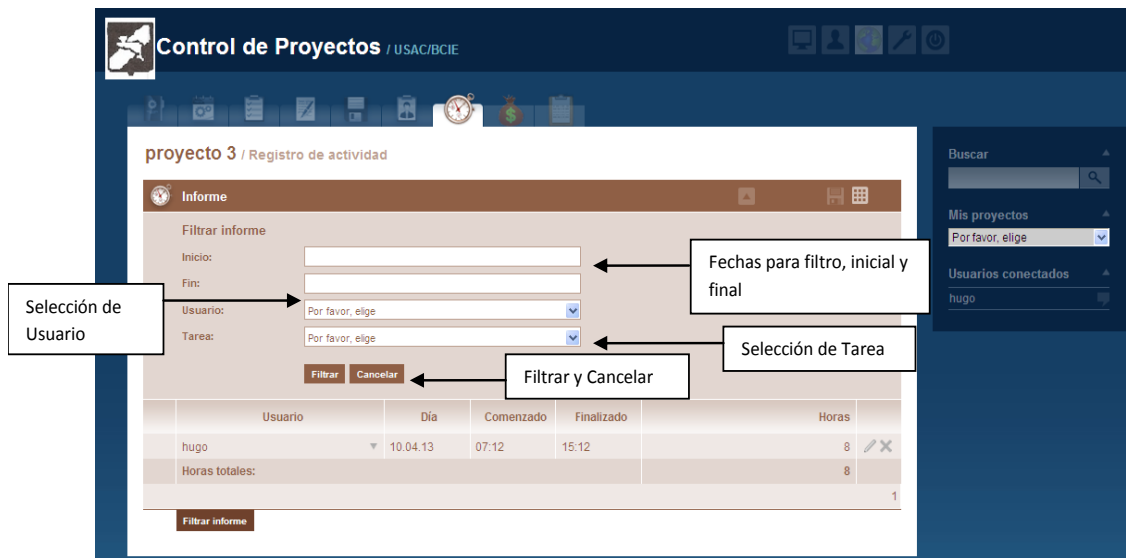 Control de Proyectos / USAC/BCIE
proyecto 3 / Registro de actividad
Informe
Filtrar informe
Inicio:
Fin:
Usuario: Por favor, elige
Tarea: Por favor, elige
Filtrar Cancelar
Selección de
Usuario
Fechas para filtro, inicial y
final
Selección de Tarea
Filtrar y Cancelar
Usuario Día Comenzado Finalizado Horas
hugo 10.04.13 07:12 15:12 8
Horas totales: 8
1
Filtrar informe
Buscar
Mis proyectos
Por favor, elige
Usuarios conectados
hugo